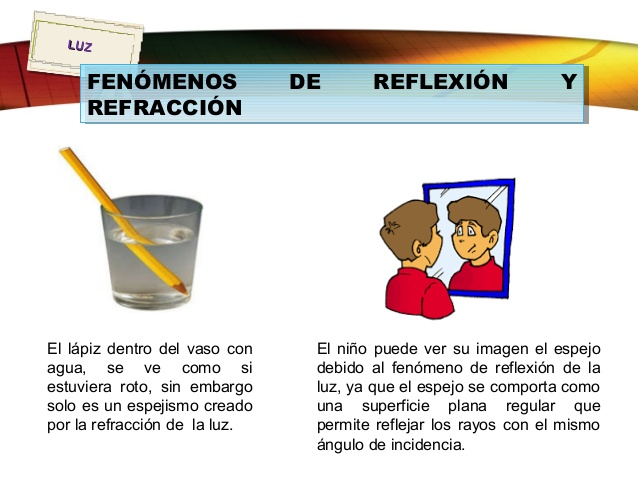 LUZ
FENÓMENOS DE REFLEXIÓN Y
REFRACCIÓN
El lápiz dentro del vaso con
agua, se ve como si
estuviera roto, sin embargo
solo es un espejismo creado
por la refracción de la luz.
El niño puede ver su imagen el espejo
debido al fenómeno de reflexión de la
luz, ya que el espejo se comporta como
una superficie plana regular que
permite reflejar los rayos con el mismo
ángulo de incidencia.